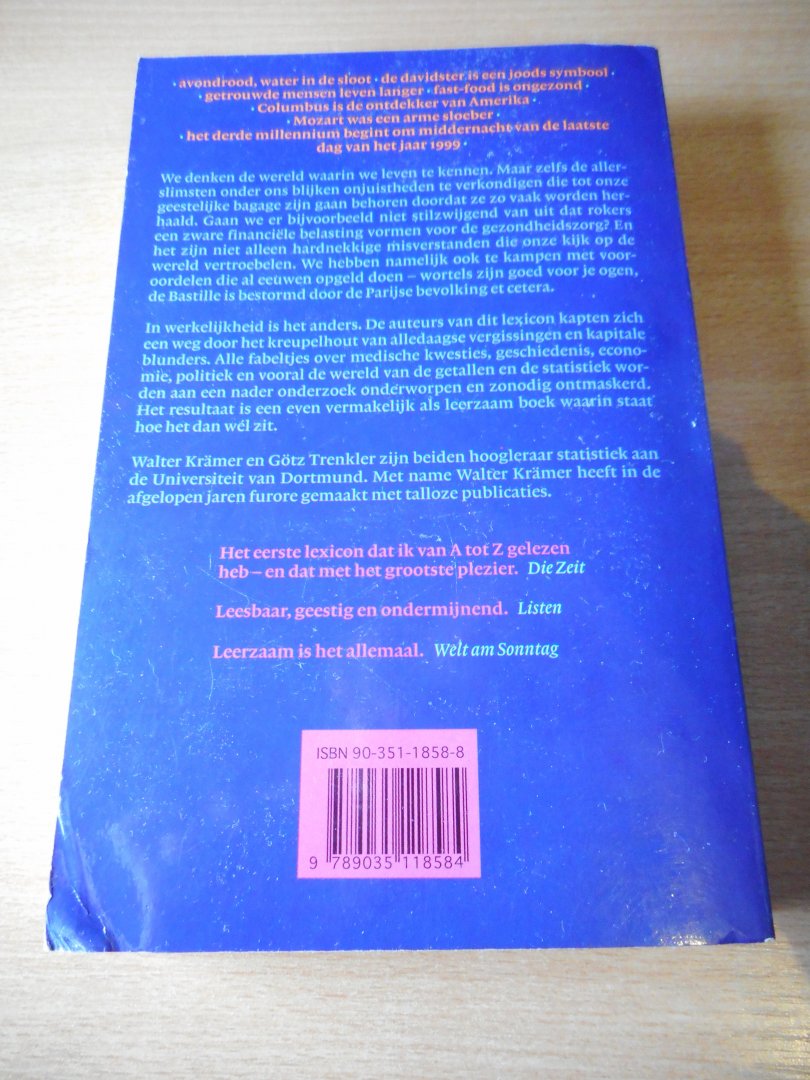 · avondrood, water in de sloot · de davidster is een joods symbool ·
· getrouwde mensen leven langer · fast-food is ongezond ·
· Columbus is de ontdekker van Amerika ·
· Mozart was een arme sloeber ·
· het derde millennium begint om middernacht van de laatste
dag van het jaar 1999 ·
We denken de wereld waarin we leven te kennen. Maar zelfs de aller-
slimsten onder ons blijken onjuistheden te verkondigen die tot onze
geestelijke bagage zijn gaan behoren doordat ze zo vaak worden her-
haald. Gaan we er bijvoorbeeld niet stilzwijgend van uit dat rokers
een zware financiële belasting vormen voor de gezondheidszorg? En
het zijn niet alleen hardnekkige misverstanden die onze kijk op de
wereld vertroebelen. We hebben namelijk ook te kampen met voor-
oordelen die al eeuwen opgeld doen – wortels zijn goed voor je ogen,
de Bastille is bestormd door de Parijse bevolking et cetera.
In werkelijkheid is het anders. De auteurs van dit lexicon kapten zich
een weg door het kreupelhout van alledaagse vergissingen en kapitale
blunders. Alle fabeltjes over medische kwesties, geschiedenis, econo-
mie, politiek en vooral de wereld van de getallen en de statistiek wor-
den aan een nader onderzoek onderworpen en zonodig ontmaskerd.
Het resultaat is een even vermakelijk als leerzaam boek waarin staat
hoe het dan wél zit.
Walter Krämer en Götz Trenkler zijn beiden hoogleraar statistiek aan
de Universiteit van Dortmund. Met name Walter Krämer heeft in de
afgelopen jaren furore gemaakt met talloze publicaties.
Het eerste lexicon dat ik van A tot Z gelezen
heb – en dat met het grootste plezier. Die Zeit
Leesbaar, geestig en ondermijnend. Listen
Leerzaam is het allemaal. Welt am Sonntag
ISBN 90-351-1858-8
9 789035 118584